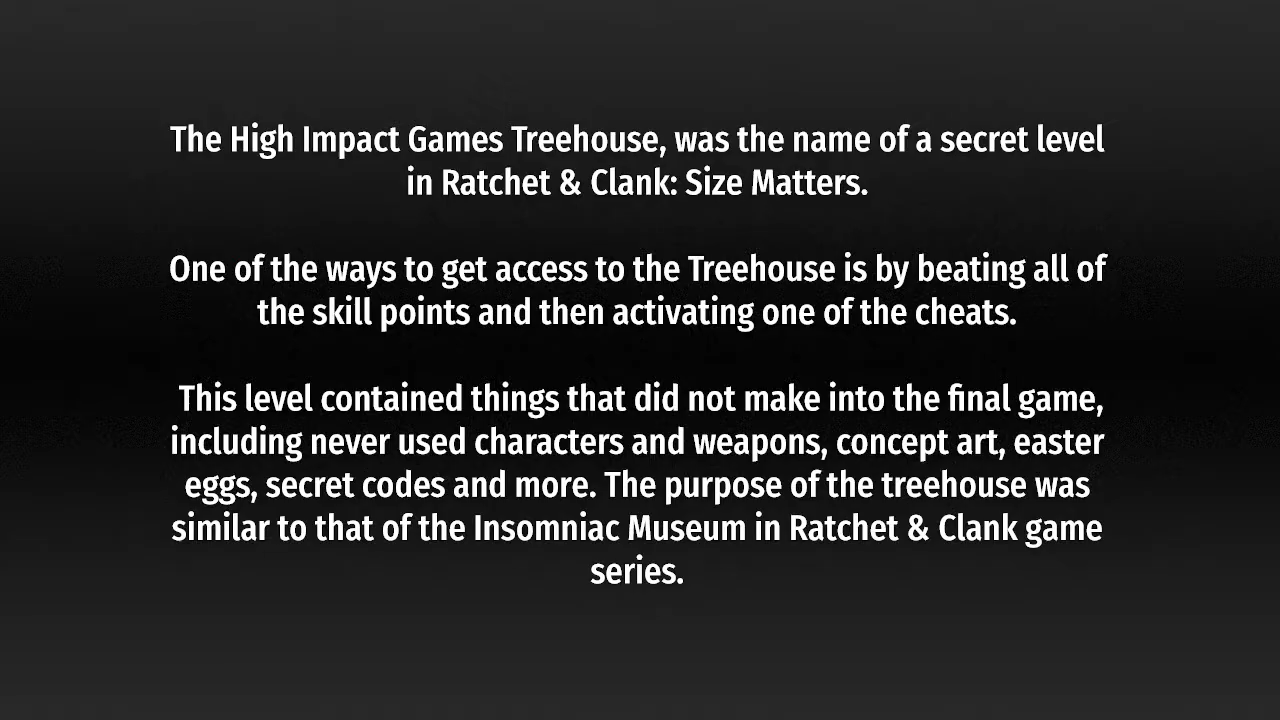 The High Impact Games Treehouse, was the name of a secret level
in Ratchet & Clank: Size Matters.
One of the ways to get access to the Treehouse is by beating all of
the skill points and then activating one of the cheats.
This level contained things that did not make into the final game,
including never used characters and weapons, concept art, easter
eggs, secret codes and more. The purpose of the treehouse was
similar to that of the Insomniac Museum in Ratchet & Clank game
series.